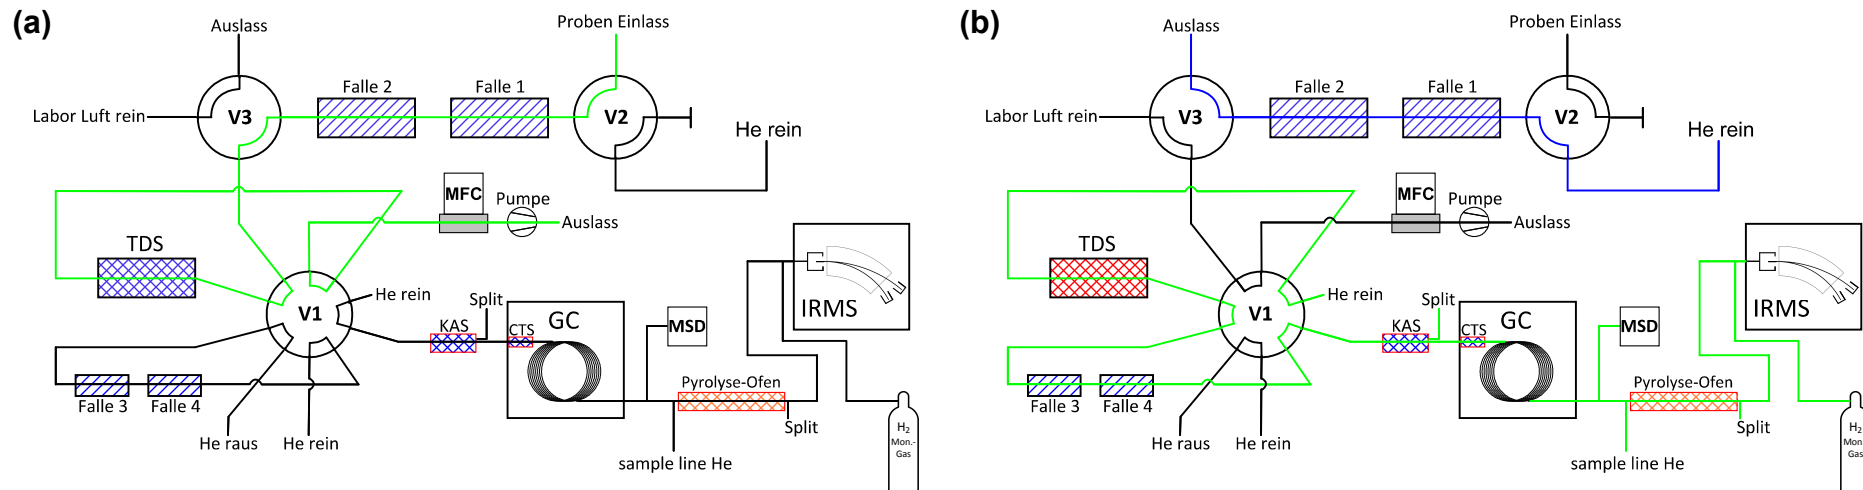 (a)
Auslass
Proben Einlass
Falle 2
Falle 1
Labor Luft rein
V3
V2
He rein
MFC
Pumpe
Auslass
TDS
He rein
V1
Split
KAS
CTS
GC
MSD
IRMS
Pyrolyse-Ofen
Falle 3
Falle 4
Split
He raus
He rein
sample line He
H2
Mon.-
Gas
(b)
Auslass
Proben Einlass
Falle 2
Falle 1
Labor Luft rein
V3
V2
He rein
MFC
Pumpe
Auslass
TDS
He rein
V1
Split
KAS
CTS
GC
MSD
IRMS
Pyrolyse-Ofen
Falle 3
Falle 4
Split
He raus
He rein
sample line He
H2
Mon
Gas